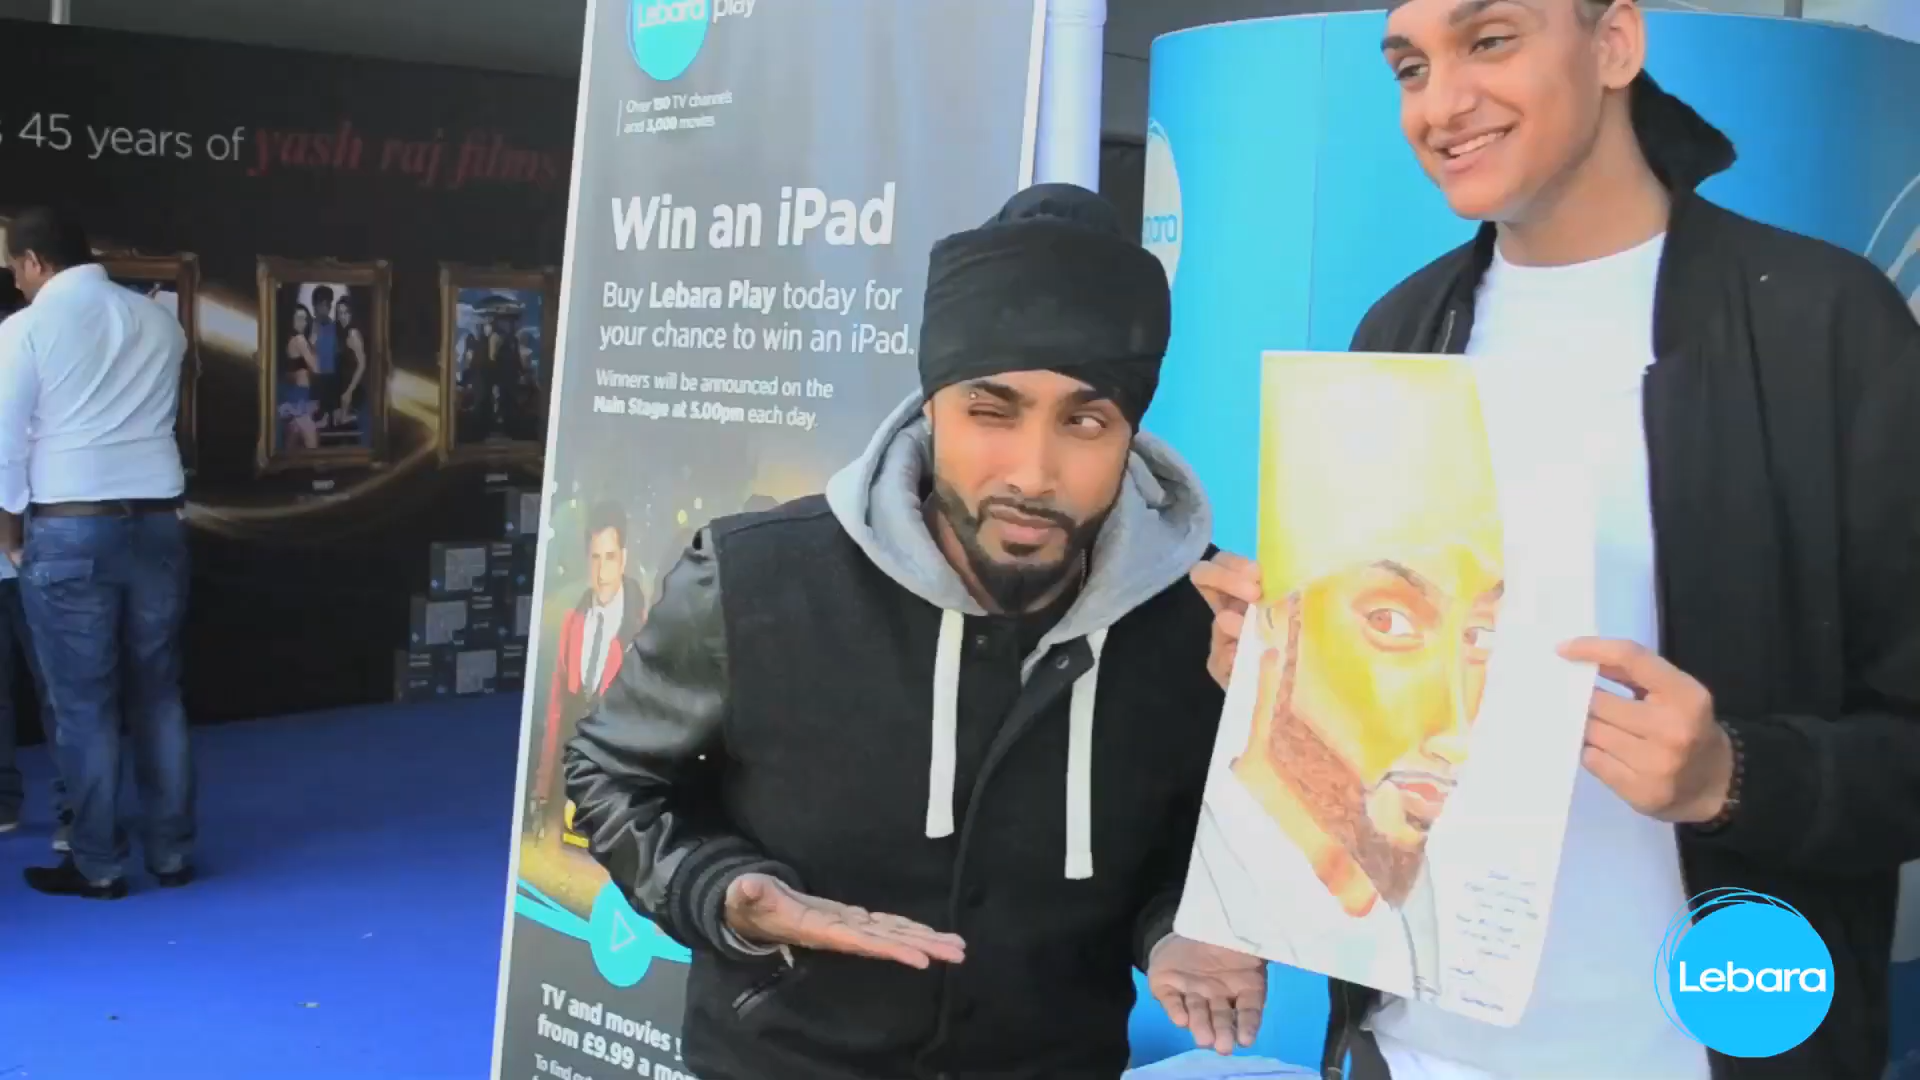 45 years of yash raj films
Lebara play
Over 150 TV channels
and 3,000 movies
Win an iPad
Buy Lebara Play today for
your chance to win an iPad.
Winners will be announced on the
Main Stage at 5.00pm each day.
TV and movies
from £9.99 a
To find
Lebara